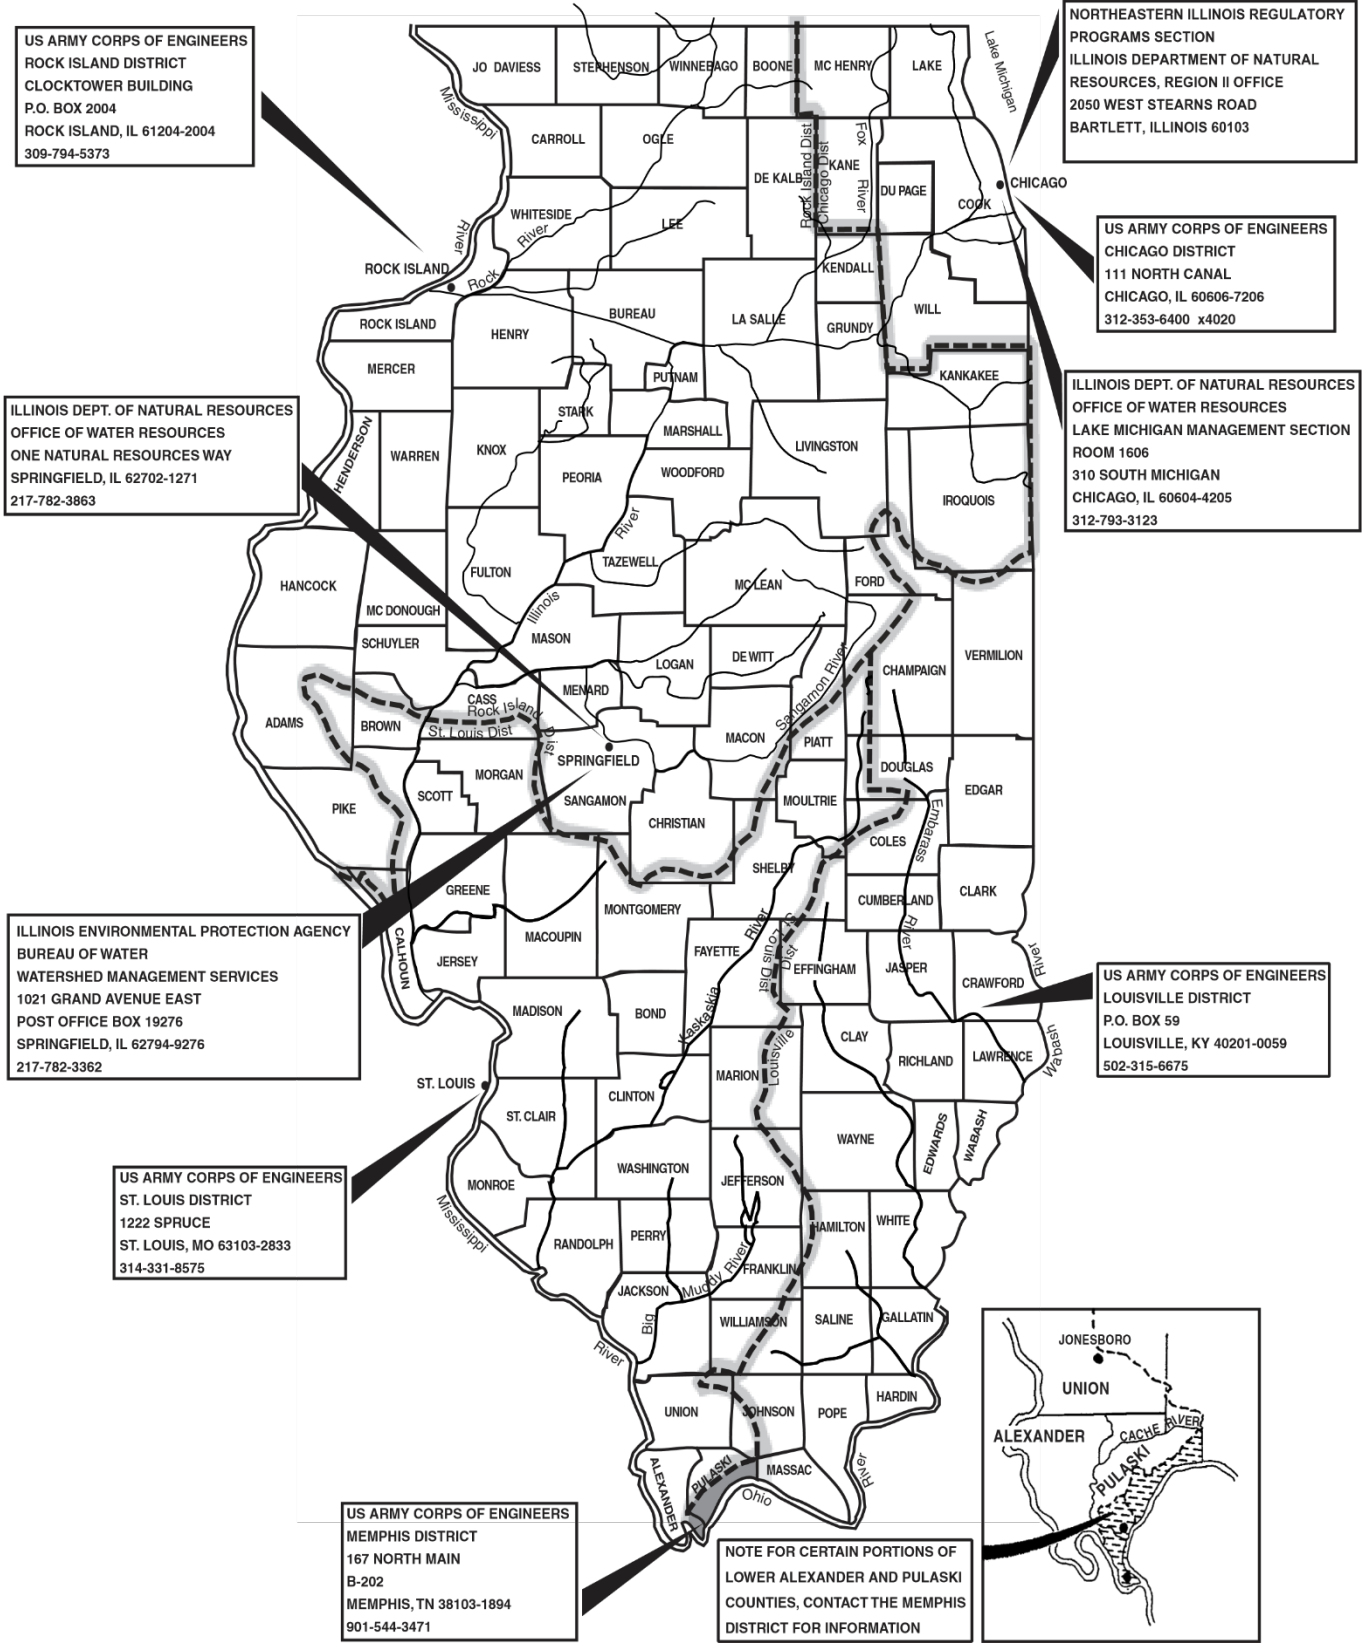 US ARMY CORPS OF ENGINEERS
ROCK ISLAND DISTRICT
CLOCKTOWER BUILDING
P.O. BOX 2004
ROCK ISLAND, IL 61204-2004
309-794-5373
NORTHEASTERN ILLINOIS REGULATORY
PROGRAMS SECTION
ILLINOIS DEPARTMENT OF NATURAL
RESOURCES, REGION II OFFICE
2050 WEST STEARNS ROAD
BARTLETT, ILLINOIS 60103
US ARMY CORPS OF ENGINEERS
CHICAGO DISTRICT
111 NORTH CANAL
CHICAGO, IL 60606-7206
312-353-6400 x4020
ILLINOIS DEPT. OF NATURAL RESOURCES
OFFICE OF WATER RESOURCES
LAKE MICHIGAN MANAGEMENT SECTION
ROOM 1606
310 SOUTH MICHIGAN
CHICAGO, IL 60604-4205
312-793-3123
ILLINOIS DEPT. OF NATURAL RESOURCES
OFFICE OF WATER RESOURCES
ONE NATURAL RESOURCES WAY
SPRINGFIELD, IL 62702-1271
217-782-3863
ILLINOIS ENVIRONMENTAL PROTECTION AGENCY
BUREAU OF WATER
WATERSHED MANAGEMENT SERVICES
1021 GRAND AVENUE EAST
POST OFFICE BOX 19276
SPRINGFIELD, IL 62794-9276
217-782-3362
US ARMY CORPS OF ENGINEERS
LOUISVILLE DISTRICT
P.O. BOX 59
LOUISVILLE, KY 40201-0059
502-315-6675
US ARMY CORPS OF ENGINEERS
ST. LOUIS DISTRICT
1222 SPRUCE
ST. LOUIS, MO 63103-2833
314-331-8575
US ARMY CORPS OF ENGINEERS
MEMPHIS DISTRICT
167 NORTH MAIN
B-202
MEMPHIS, TN 38103-1894
901-544-3471
NOTE FOR CERTAIN PORTIONS OF
LOWER ALEXANDER AND PULASKI
COUNTIES, CONTACT THE MEMPHIS
DISTRICT FOR INFORMATION
JO DAVIESS
STEPHENSON
WINNEBAGO
BOONE
MC HENRY
LAKE
Lake Michigan
Mississippi
River
CARROLL
OGLE
DE KALB
Rock Island Dist
Chicago Dist
KANE
Fox
River
DU PAGE
COOK
CHICAGO
WHITESIDE
LEE
Rock
River
KENDALL
ROCK ISLAND
ROCK ISLAND
HENRY
BUREAU
LA SALLE
GRUNDY
WILL
MERCER
PUTNAM
KANKAKEE
STARK
MARSHALL
HENDERSON
WARREN
KNOX
PEORIA
WOODFORD
LIVINGSTON
IROQUOIS
Illinois
River
HANCOCK
MC DONOUGH
FULTON
TAZEWELL
MC LEAN
FORD
SCHUYLER
MASON
LOGAN
DE WITT
CHAMPAIGN
VERMILION
Sangamon River
ADAMS
BROWN
CASS
Rock Island
Dist
St. Louis Dist
MENARD
MACON
PIATT
SPRINGFIELD
SANGAMON
MORGAN
SCOTT
PIKE
CHRISTIAN
MOULTRIE
DOUGLAS
EDGAR
COLES
Embarass
River
SHELBY
CUMBERLAND
CLARK
GREENE
MACOUPIN
MONTGOMERY
CALHOUN
JERSEY
FAYETTE
Kaskaskia
River
St. Louis Dist
Louisville
Dist
EFFINGHAM
JASPER
CRAWFORD
Wabash
River
MADISON
BOND
CLAY
RICHLAND
LAWRENCE
ST. LOUIS
ST. CLAIR
CLINTON
MARION
WAYNE
EDWARDS
WABASH
MONROE
WASHINGTON
JEFFERSON
Mississippi
River
RANDOLPH
PERRY
HAMILTON
WHITE
FRANKLIN
JACKSON
Big
Muddy River
WILLIAMSON
SALINE
GALLATIN
UNION
JOHNSON
POPE
HARDIN
ALEXANDER
PULASKI
MASSAC
Ohio
River
JONESBORO
UNION
ALEXANDER
CACHE RIVER
PULASKI